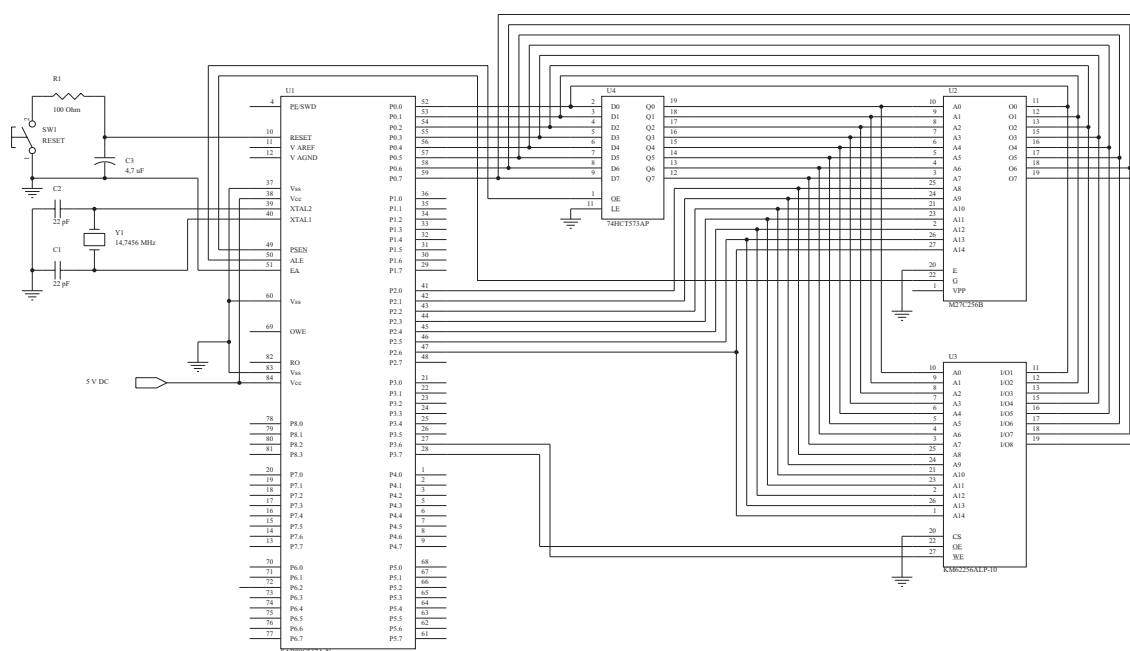 R1
100 Ohm
2
SW1
RESET
1
C3
4,7 uF
C2
22 pF
Y1
14,7456 MHz
C1
22 pF
5 V DC
U1
4 PE/SWD
10 RESET
11 V AREF
12 V AGND
37 Vss
38 Vcc
39 XTAL2
40 XTAL1
49 PSEN
50 ALE
51 EA
60 Vss
69 OWE
82 RO
83 Vss
84 Vcc
78 P8.0
79 P8.1
80 P8.2
81 P8.3
20 P7.0
19 P7.1
18 P7.2
17 P7.3
16 P7.4
15 P7.5
14 P7.6
13 P7.7
70 P6.0
71 P6.1
72 P6.2
73 P6.3
74 P6.4
75 P6.5
76 P6.6
77 P6.7
P0.0 52
P0.1 53
P0.2 54
P0.3 55
P0.4 56
P0.5 57
P0.6 58
P0.7 59
P1.0 36
P1.1 35
P1.2 34
P1.3 33
P1.4 32
P1.5 31
P1.6 30
P1.7 29
P2.0 41
P2.1 42
P2.2 43
P2.3 44
P2.4 45
P2.5 46
P2.6 47
P2.7 48
P3.0 21
P3.1 22
P3.2 23
P3.3 24
P3.4 25
P3.5 26
P3.6 27
P3.7 28
P4.0 1
P4.1 2
P4.2 3
P4.3 5
P4.4 6
P4.5 7
P4.6 8
P4.7 9
P5.0 68
P5.1 67
P5.2 66
P5.3 65
P5.4 64
P5.5 63
P5.6 62
P5.7 61
U4
2 D0 Q0 19
3 D1 Q1 18
4 D2 Q2 17
5 D3 Q3 16
6 D4 Q4 15
7 D5 Q5 14
8 D6 Q6 13
9 D7 Q7 12
1 OE
11 LE
74HCT573AP
U2
10 A0 O0 11
9 A1 O1 12
8 A2 O2 13
7 A3 O3 15
6 A4 O4 16
5 A5 O5 17
4 A6 O6 18
3 A7 O7 19
25 A8
24 A9
21 A10
23 A11
2 A12
26 A13
27 A14
20 E
22 G
1 VPP
M27C256B
U3
10 A0 I/O1 11
9 A1 I/O2 12
8 A2 I/O3 13
7 A3 I/O4 15
6 A4 I/O5 16
5 A5 I/O6 17
4 A6 I/O7 18
3 A7 I/O8 19
25 A8
24 A9
21 A10
23 A11
2 A12
26 A13
1 A14
20 CS
22 OE
27 WE
KM62256ALP-10